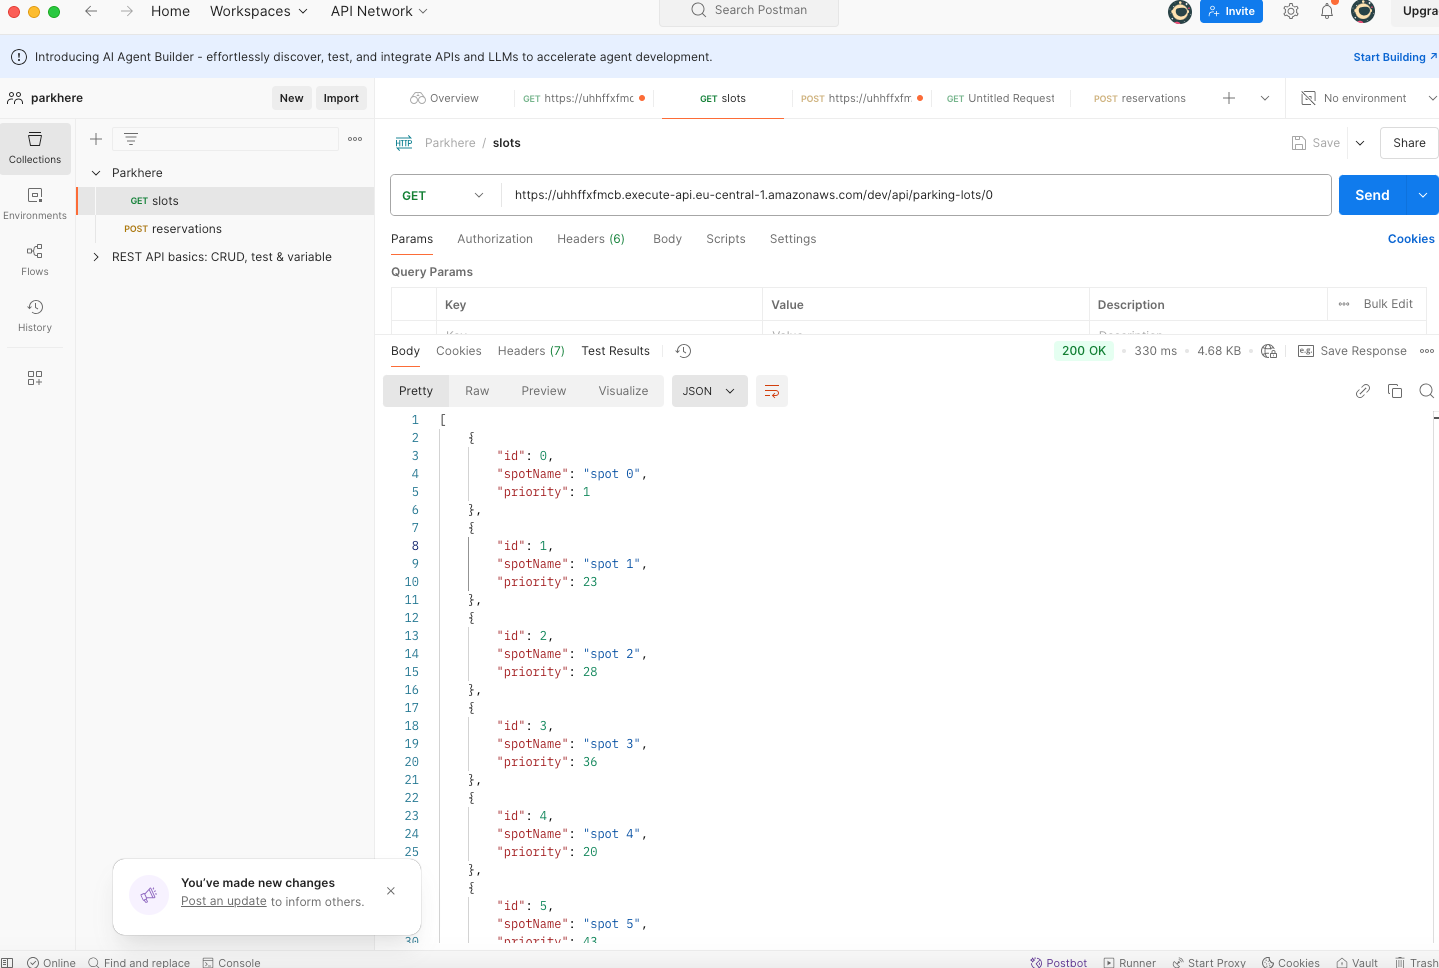 Home Workspaces API Network Search Postman Invite Upgra
Introducing AI Agent Builder - effortlessly discover, test, and integrate APIs and LLMs to accelerate agent development. Start Building
parkhere New Import
Overview GET https://uhhffxfmc GET slots POST https://uhhffxfm GET Untitled Request POST reservations No environment
Collections
Environments
Flows
History
Parkhere
GET slots
POST reservations
REST API basics: CRUD, test & variable
HTTP Parkhere / slots Save Share
GET https://uhhffxfmcb.execute-api.eu-central-1.amazonaws.com/dev/api/parking-lots/0 Send
Params Authorization Headers (6) Body Scripts Settings Cookies
Query Params
Key Value Description Bulk Edit
Key Value Description
Body Cookies Headers (7) Test Results 200 OK 330 ms 4.68 KB e.g. Save Response
Pretty Raw Preview Visualize JSON
1 [
2 {
3 "id": 0,
4 "spotName": "spot 0",
5 "priority": 1
6 },
7 {
8 "id": 1,
9 "spotName": "spot 1",
10 "priority": 23
11 },
12 {
13 "id": 2,
14 "spotName": "spot 2",
15 "priority": 28
16 },
17 {
18 "id": 3,
19 "spotName": "spot 3",
20 "priority": 36
21 },
22 {
23 "id": 4,
24 "spotName": "spot 4",
25 "priority": 20
},
{
"id": 5,
"spotName": "spot 5",
30 "priority": 43
You've made new changes
Post an update to inform others.
Online Find and replace Console Postbot Runner Start Proxy Cookies Vault Trash